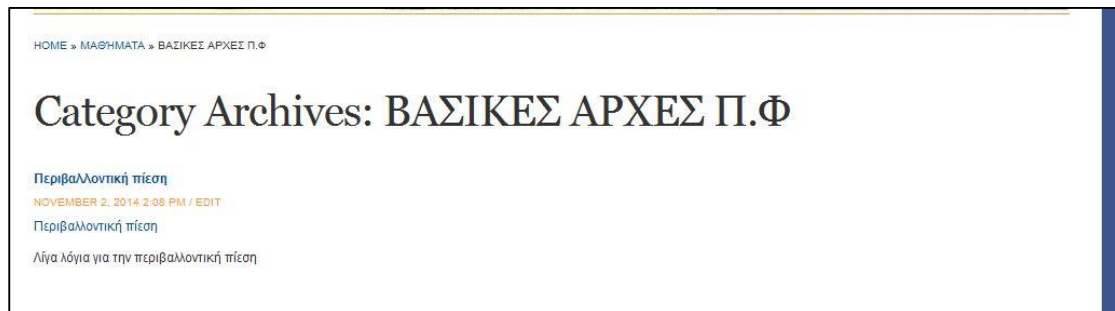 HOME » ΜΑΘΉΜΑΤΑ » ΒΑΣΙΚΕΣ ΑΡΧΕΣ Π.Φ
Category Archives: ΒΑΣΙΚΕΣ ΑΡΧΕΣ Π.Φ
Περιβαλλοντική πίεση
NOVEMBER 2, 2014 2:08 PM / EDIT
Περιβαλλοντική πίεση
Λίγα λόγια για την περιβαλλοντική πίεση